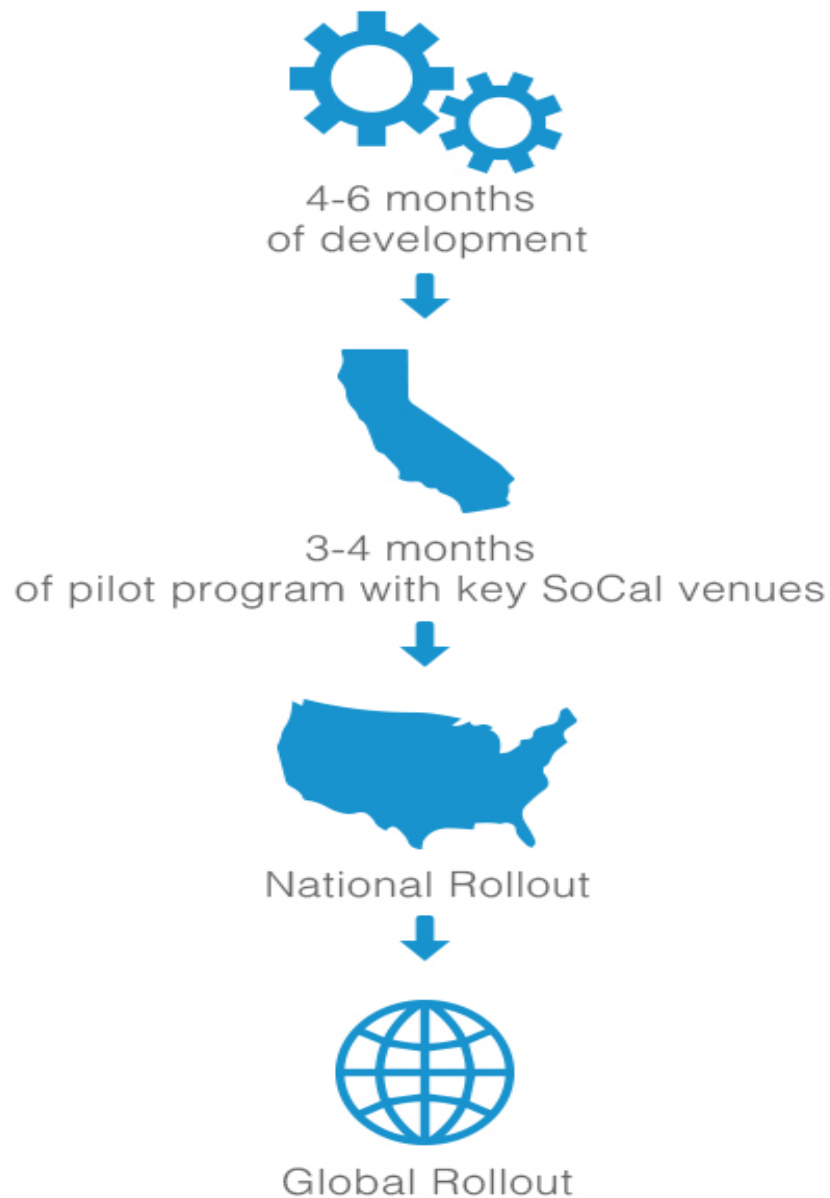 4-6 months
of development
3-4 months
of pilot program with key SoCal venues
National Rollout
Global Rollout